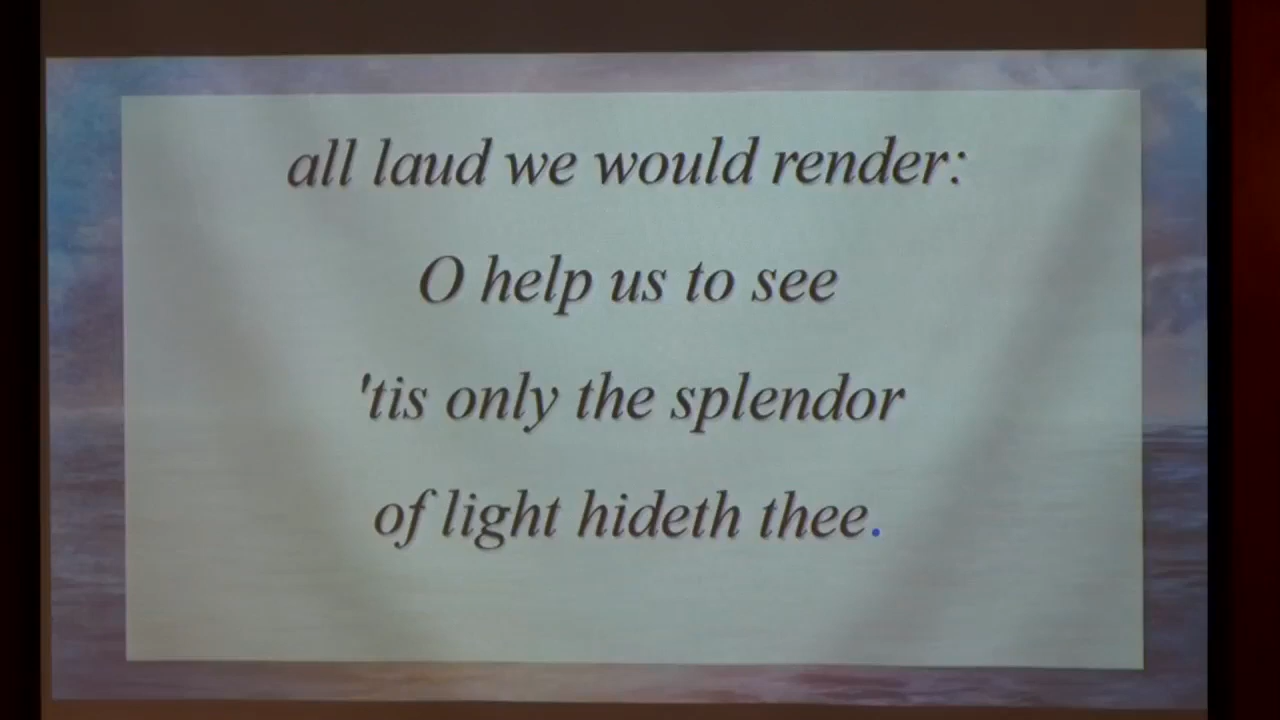 all laud we would render:
O help us to see
'tis only the splendor
of light hideth thee.